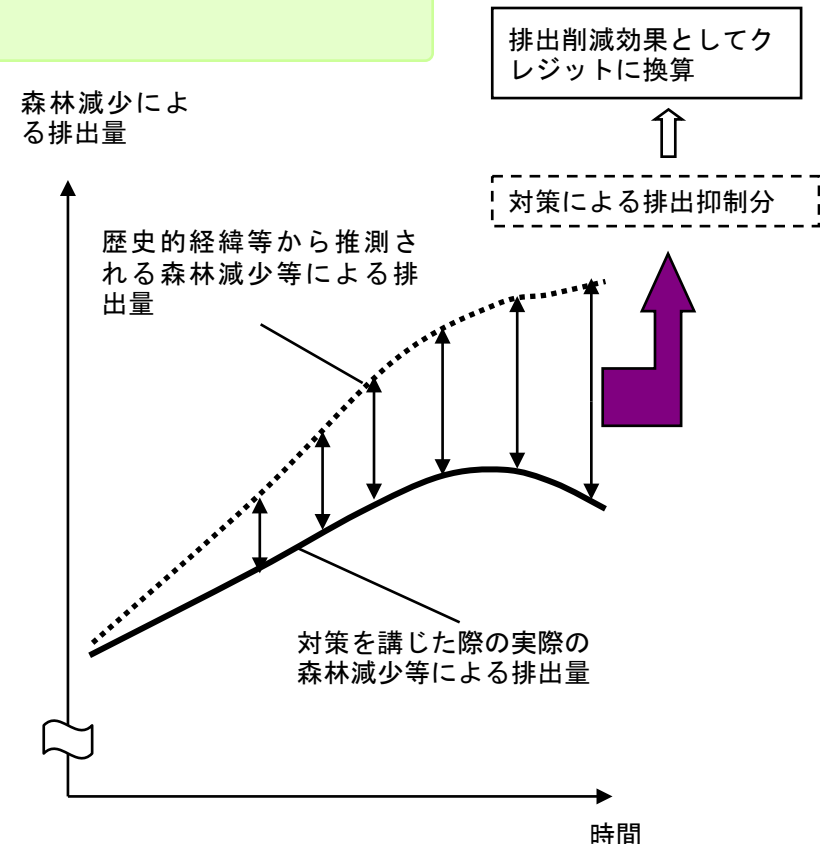 排出削減効果としてク
レジットに換算
森林減少によ
る排出量
対策による排出抑制分
歴史的経緯等から推測さ
れる森林減少等による排
出量
対策を講じた際の実際の
森林減少等による排出量
時間